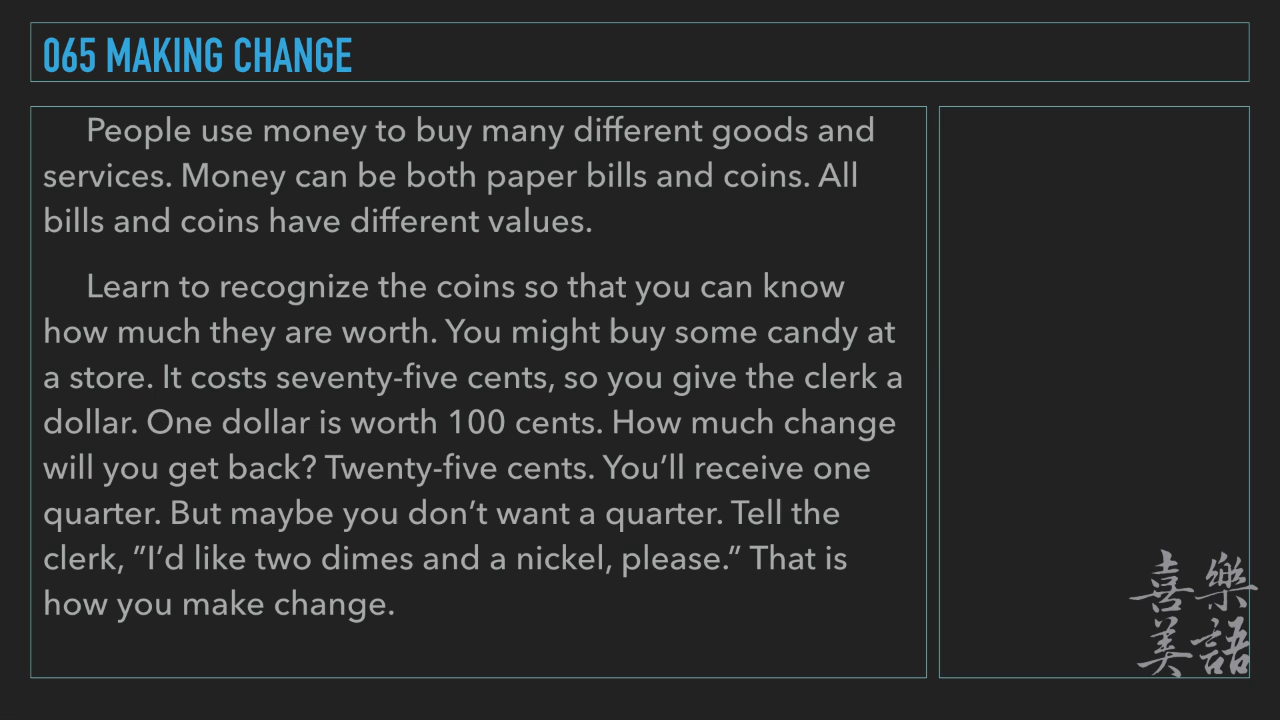 065 MAKING CHANGE
People use money to buy many different goods and
services. Money can be both paper bills and coins. All
bills and coins have different values.
Learn to recognize the coins so that you can know
how much they are worth. You might buy some candy at
a store. It costs seventy-five cents, so you give the clerk a
dollar. One dollar is worth 100 cents. How much change
will you get back? Twenty-five cents. You’ll receive one
quarter. But maybe you don’t want a quarter. Tell the
clerk, ”I’d like two dimes and a nickel, please.” That is
how you make change.
喜樂
美語